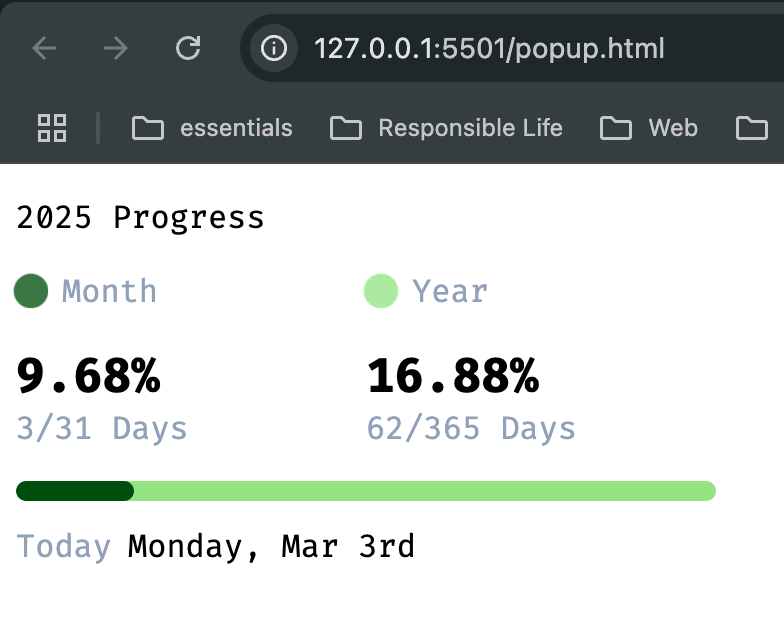 127.0.0.1:5501/popup.html
essentials Responsible Life Web
2025 Progress
Month Year
9.68% 16.88%
3/31 Days 62/365 Days
Today Monday, Mar 3rd